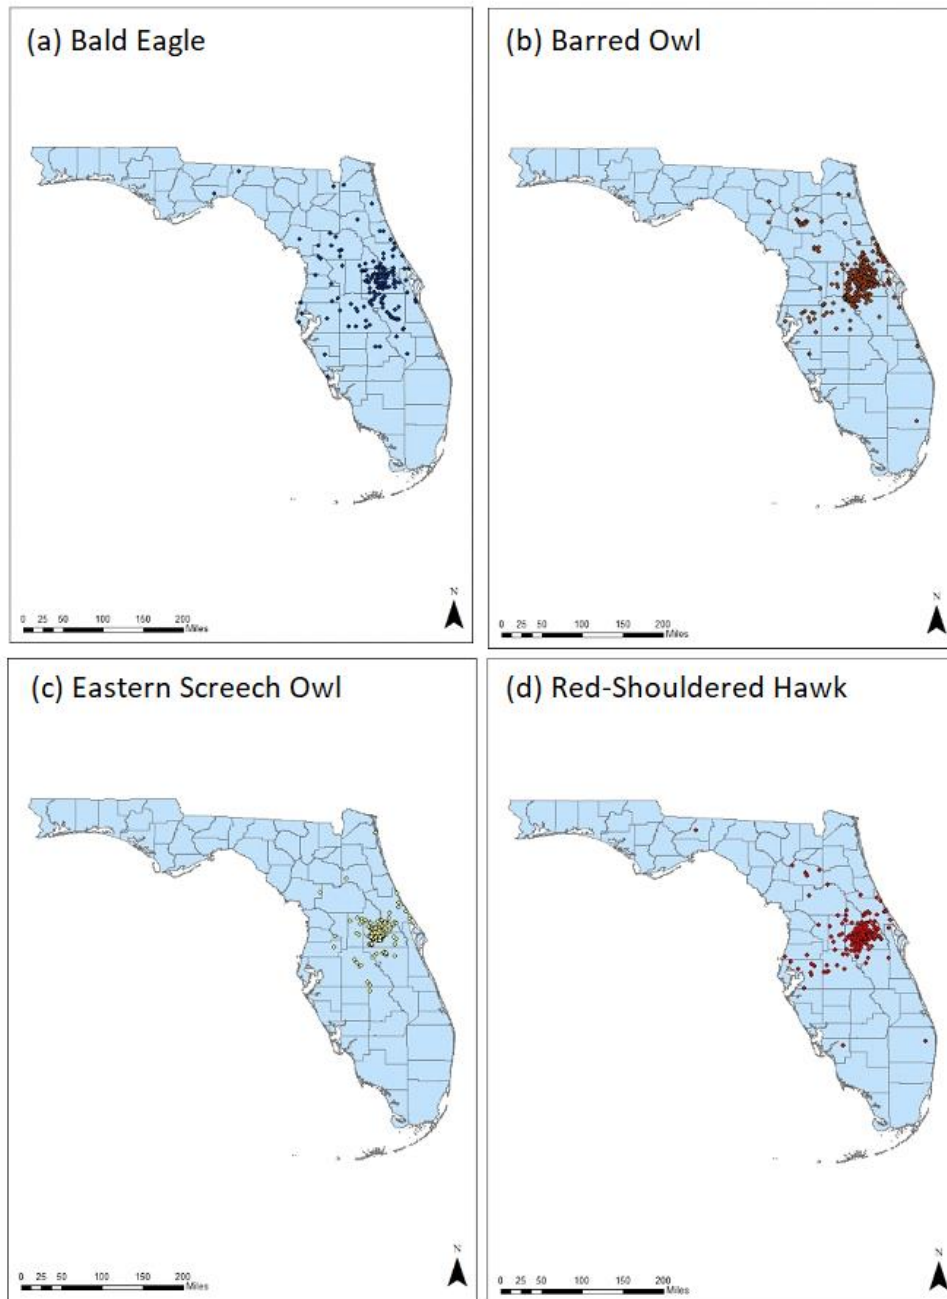 (a) Bald Eagle
N
0 25 50 100 150 200
Miles
(b) Barred Owl
N
0 25 50 100 150 200
Miles
(c) Eastern Screech Owl
N
0 25 50 100 150 200
Miles
(d) Red-Shouldered Hawk
N
0 25 50 100 150 200
Miles